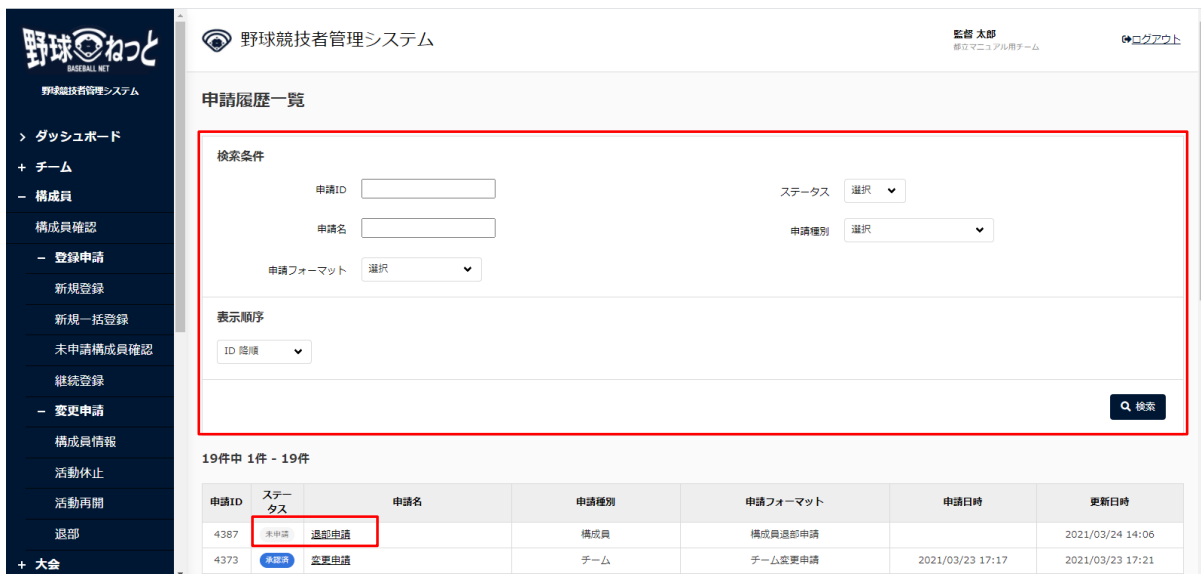 野球ねっと
BASEBALL NET
野球競技者管理システム
> ダッシュボード
+ チーム
− 構成員
構成員確認
− 登録申請
新規登録
新規一括登録
未申請構成員確認
継続登録
− 変更申請
構成員情報
活動休止
活動再開
退部
+ 大会
野球競技者管理システム
監督 太郎
都立マニュアル用チーム
ログアウト
申請履歴一覧
検索条件
申請ID
ステータス 選択
申請名
申請種別 選択
申請フォーマット 選択
表示順序
ID 降順
検索
19件中 1件 - 19件
申請ID ステータス 申請名 申請種別 申請フォーマット 申請日時 更新日時
4387 未申請 退部申請 構成員 構成員退部申請 2021/03/24 14:06
4373 承認済 変更申請 チーム チーム変更申請 2021/03/23 17:17 2021/03/23 17:21